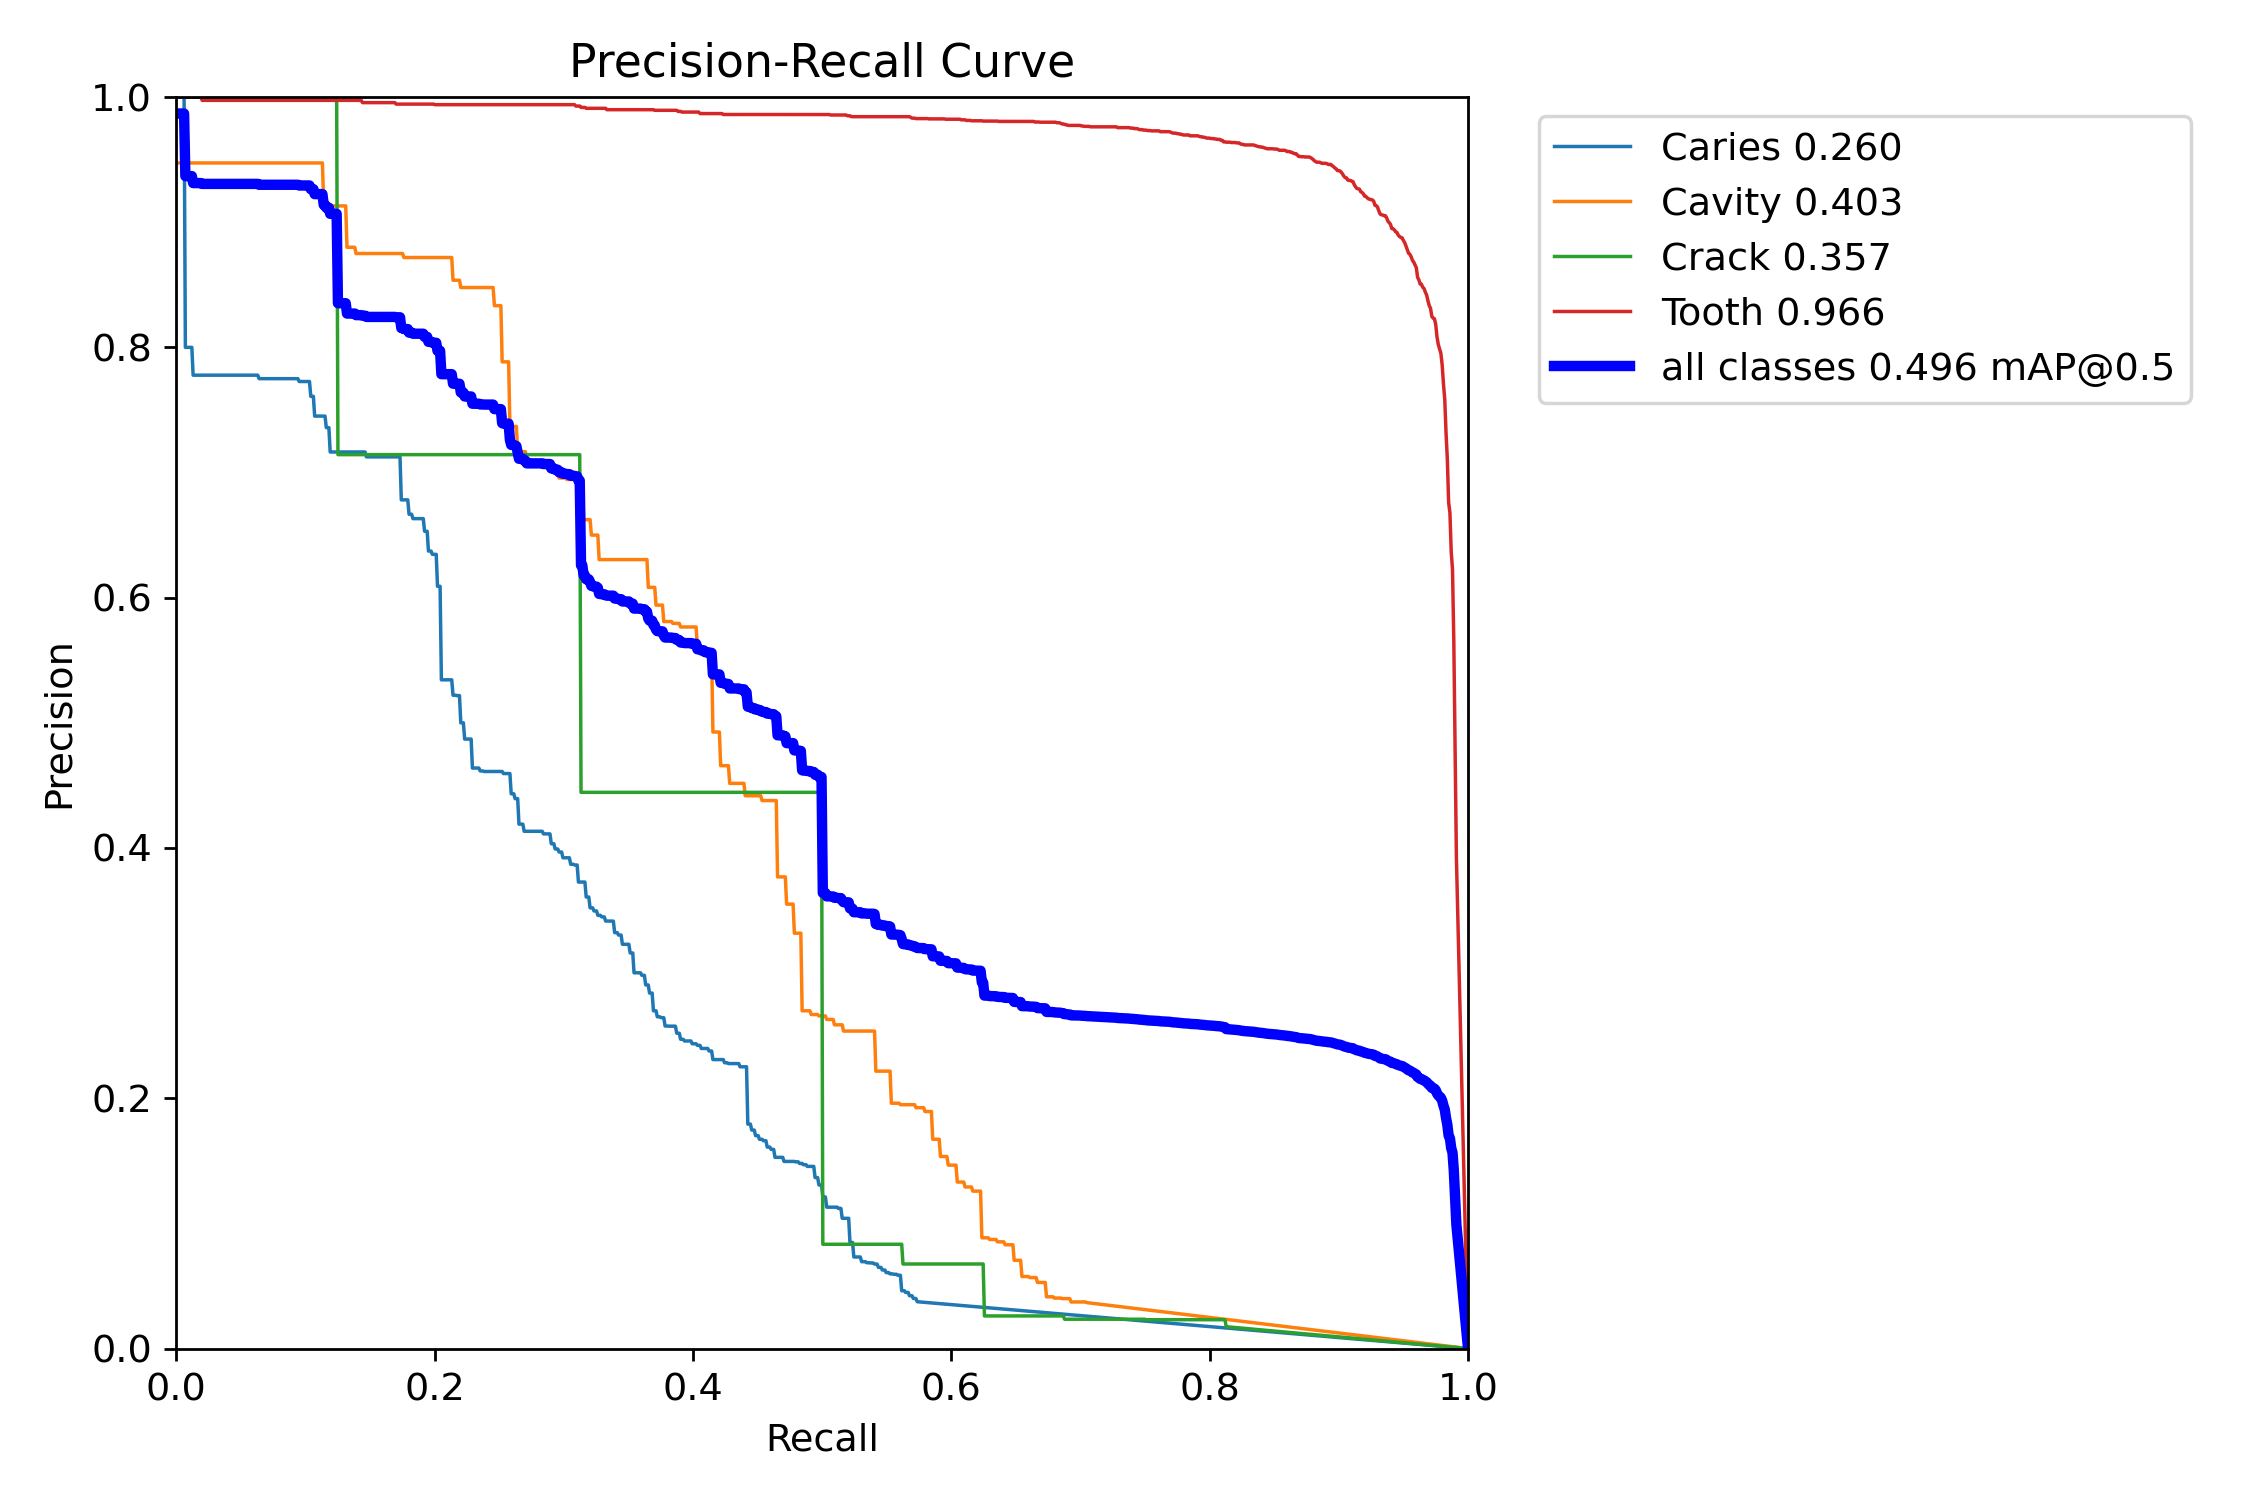 Precision-Recall Curve
1.0
0.8
0.6
0.4
0.2
0.0
Precision
0.0 0.2 0.4 0.6 0.8 1.0
Recall
Caries 0.260
Cavity 0.403
Crack 0.357
Tooth 0.966
all classes 0.496 mAP@0.5